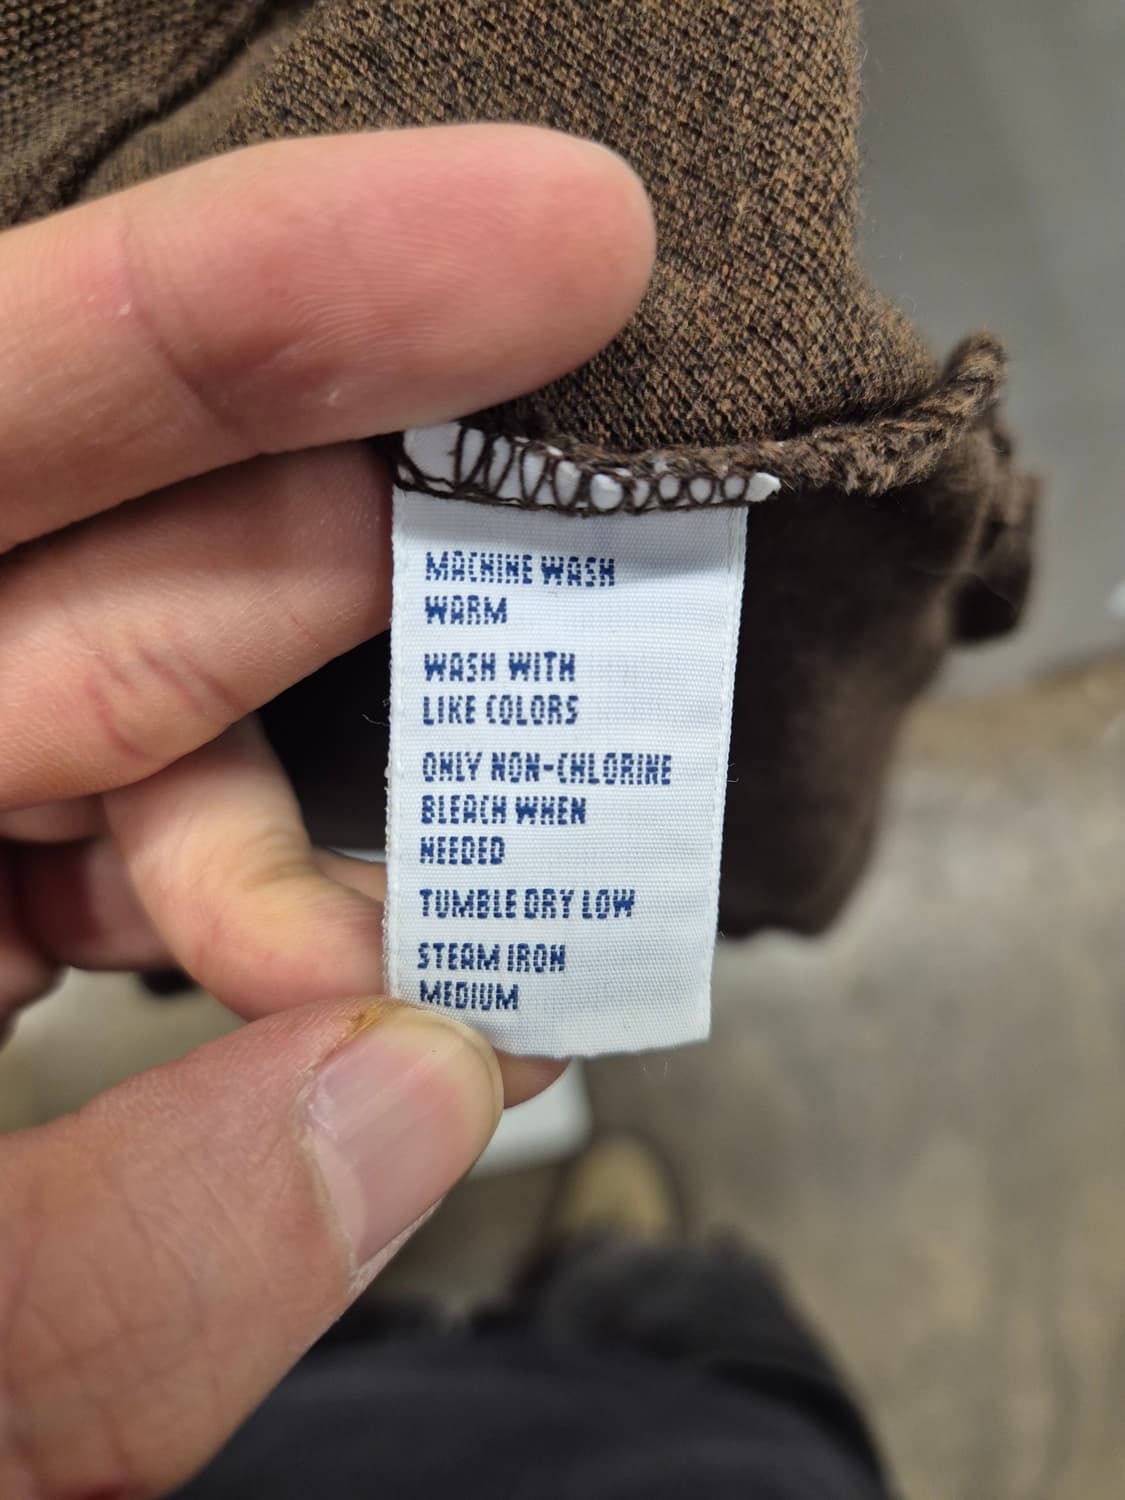 MACHINE WASH
WARM
WASH WITH
LIKE COLORS
ONLY NON-CHLORINE
BLEACH WHEN
NEEDED
TUMBLE DRY LOW
STEAM IRON
MEDIUM